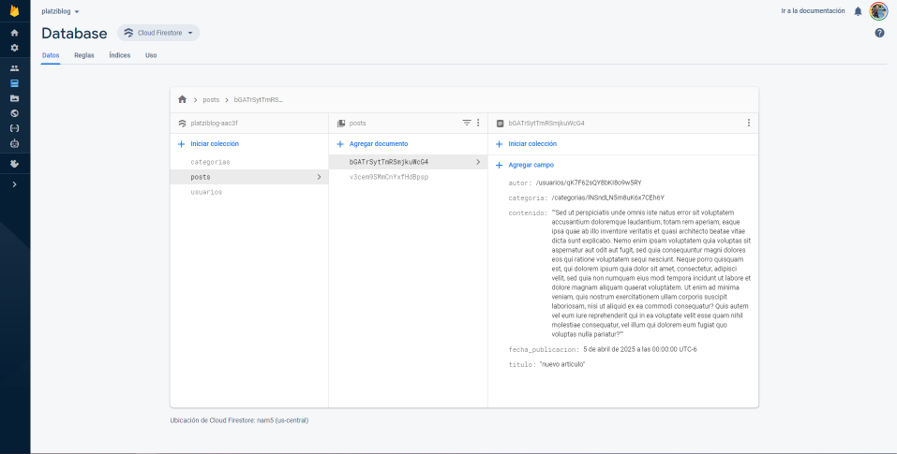 platziblog
Ir a la documentación
Database
Cloud Firestore
Datos Reglas Índices Uso
posts bGATrSytTmRS...
platziblog-aac3f
posts
bGATrSytTmRSmjkuWcG4
Iniciar colección
Agregar documento
Iniciar colección
categorias
posts
usuarios
bGATrSytTmRSmjkuWcG4
v3cem9SMmCnYxfHdBpsp
Agregar campo
autor: /usuarios/qK7F62sQY8bKI8o9w5RY
categoria: /categorias/INSndLN5m8uK6x7CEh6Y
contenido: ""Sed ut perspiciatis unde omnis iste natus error sit voluptatem
accusantium doloremque laudantium, totam rem aperiam, eaque
ipsa quae ab illo inventore veritatis et quasi architecto beatae vitae
dicta sunt explicabo. Nemo enim ipsam voluptatem quia voluptas sit
aspernatur aut odit aut fugit, sed quia consequuntur magni dolores
eos qui ratione voluptatem sequi nesciunt. Neque porro quisquam
est, qui dolorem ipsum quia dolor sit amet, consectetur, adipisci
velit, sed quia non numquam eius modi tempora incidunt ut labore et
dolore magnam aliquam quaerat voluptatem. Ut enim ad minima
veniam, quis nostrum exercitationem ullam corporis suscipit
laboriosam, nisi ut aliquid ex ea commodi consequatur? Quis autem
vel eum iure reprehenderit qui in ea voluptate velit esse quam nihil
molestiae consequatur, vel illum qui dolorem eum fugiat quo
voluptas nulla pariatur?""
fecha_publicacion: 5 de abril de 2025 a las 00:00:00 UTC-6
titulo: "nuevo articulo"
Ubicación de Cloud Firestore: nam5 (us-central)